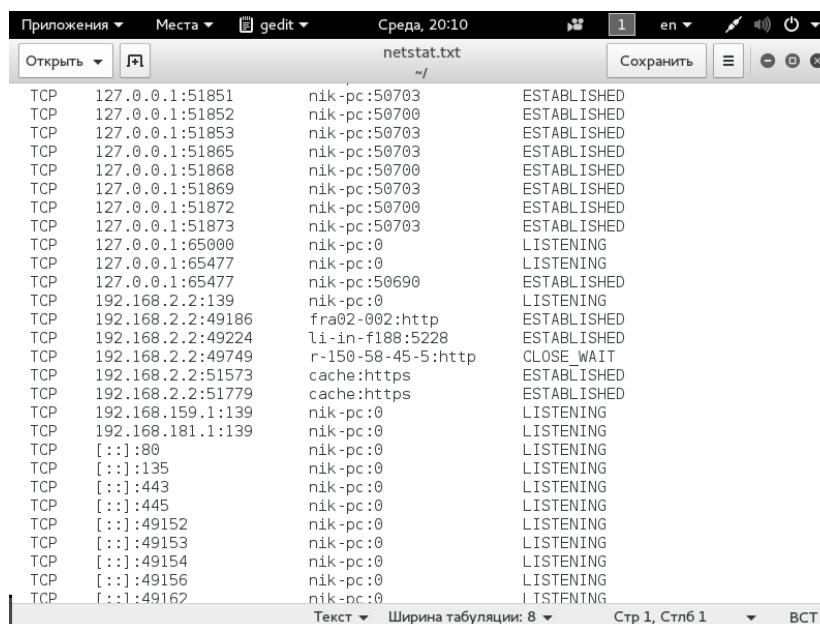 Приложения Места gedit Среда, 20:10 1 en
Открыть netstat.txt Сохранить
~/
TCP 127.0.0.1:51851 nik-pc:50703 ESTABLISHED
TCP 127.0.0.1:51852 nik-pc:50700 ESTABLISHED
TCP 127.0.0.1:51853 nik-pc:50703 ESTABLISHED
TCP 127.0.0.1:51865 nik-pc:50703 ESTABLISHED
TCP 127.0.0.1:51868 nik-pc:50700 ESTABLISHED
TCP 127.0.0.1:51869 nik-pc:50703 ESTABLISHED
TCP 127.0.0.1:51872 nik-pc:50700 ESTABLISHED
TCP 127.0.0.1:51873 nik-pc:50703 ESTABLISHED
TCP 127.0.0.1:65000 nik-pc:0 LISTENING
TCP 127.0.0.1:65477 nik-pc:0 LISTENING
TCP 127.0.0.1:65477 nik-pc:50690 ESTABLISHED
TCP 192.168.2.2:139 nik-pc:0 LISTENING
TCP 192.168.2.2:49186 fra02-002:http ESTABLISHED
TCP 192.168.2.2:49224 li-in-f188:5228 ESTABLISHED
TCP 192.168.2.2:49749 r-150-58-45-5:http CLOSE_WAIT
TCP 192.168.2.2:51573 cache:https ESTABLISHED
TCP 192.168.2.2:51779 cache:https ESTABLISHED
TCP 192.168.159.1:139 nik-pc:0 LISTENING
TCP 192.168.181.1:139 nik-pc:0 LISTENING
TCP [::]:80 nik-pc:0 LISTENING
TCP [::]:135 nik-pc:0 LISTENING
TCP [::]:443 nik-pc:0 LISTENING
TCP [::]:445 nik-pc:0 LISTENING
TCP [::]:49152 nik-pc:0 LISTENING
TCP [::]:49153 nik-pc:0 LISTENING
TCP [::]:49154 nik-pc:0 LISTENING
TCP [::]:49156 nik-pc:0 LISTENING
TCP [::]:49162 nik-pc:0 LISTENING
Текст Ширина табуляции: 8 Стр 1, Стлб 1 ВСТ